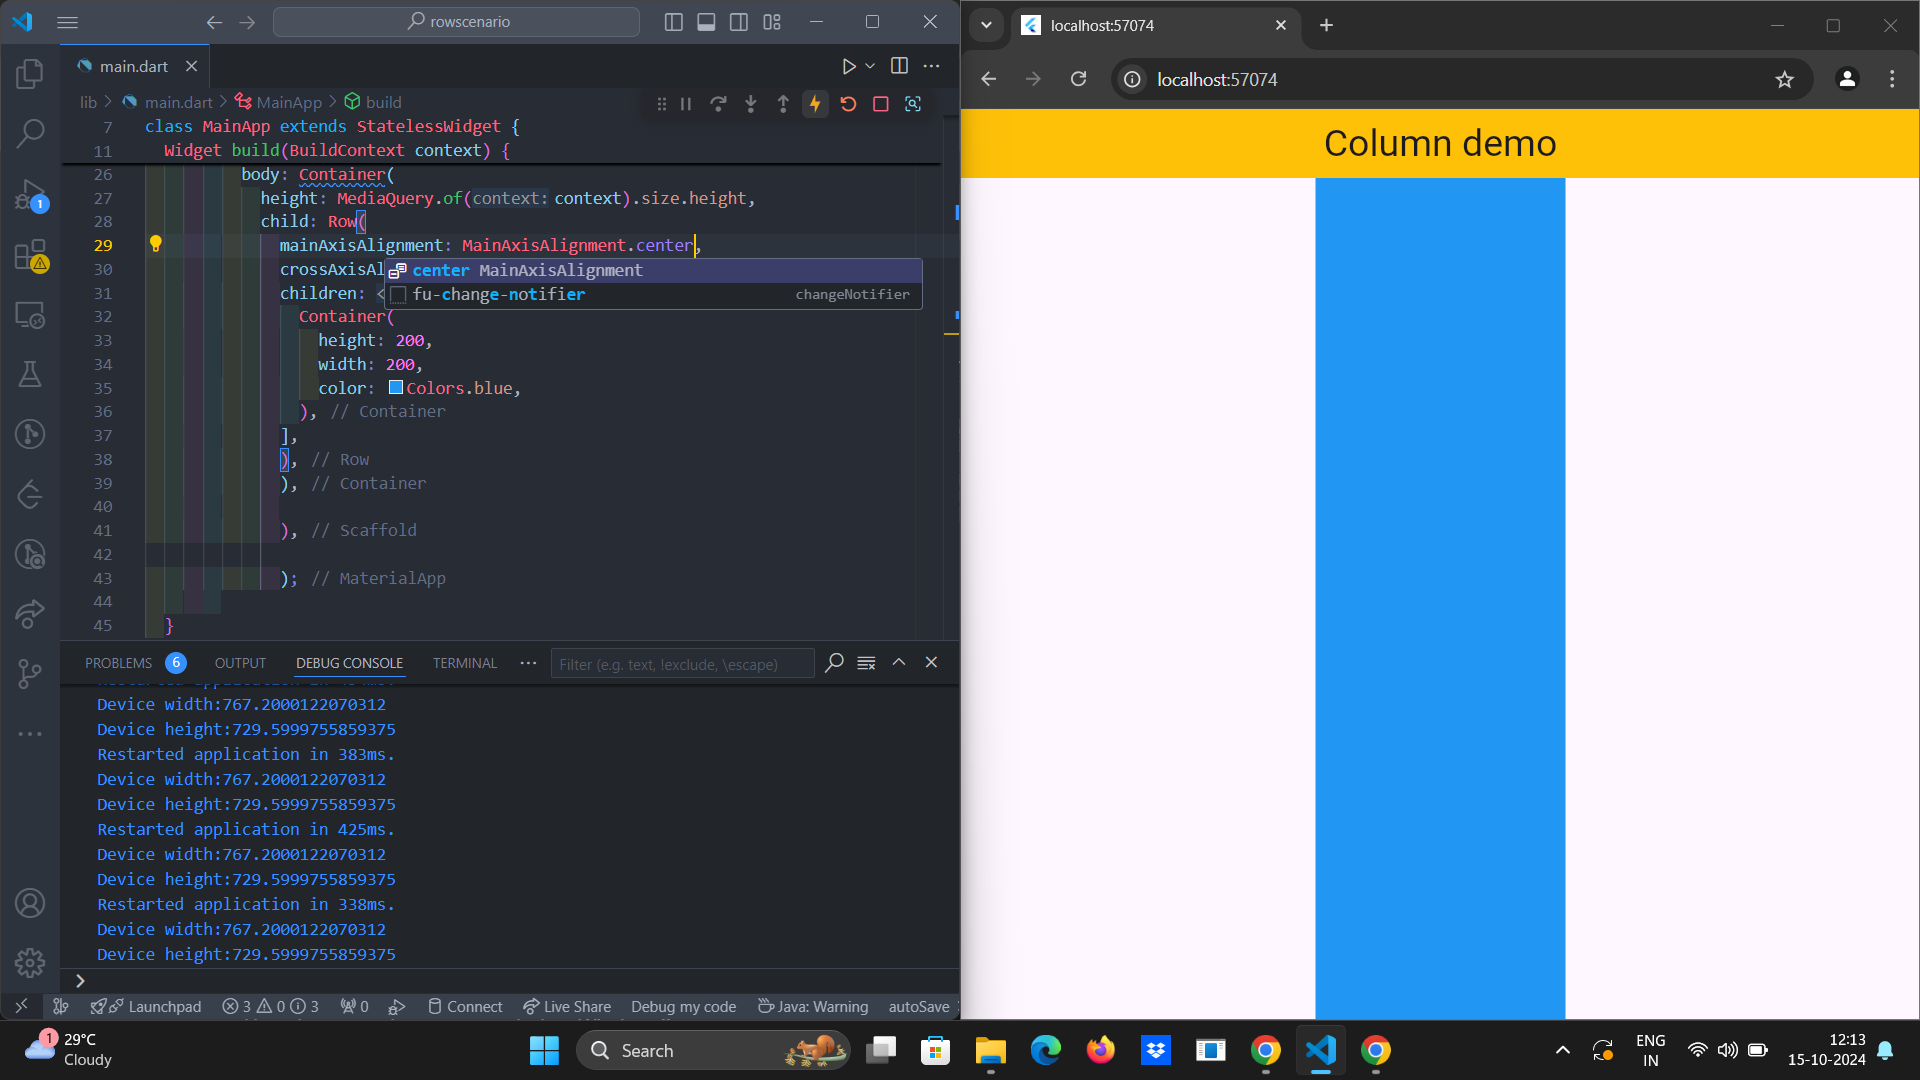 rowscenario
main.dart
lib > main.dart > MainApp > build
7 class MainApp extends StatelessWidget {
11 Widget build(BuildContext context) {
26 body: Container(
27 height: MediaQuery.of(context: context).size.height,
28 child: Row(
29 mainAxisAlignment: MainAxisAlignment.center,
30 crossAxisAl
center MainAxisAlignment
31 children: <
fu-change-notifier changeNotifier
32 Container(
33 height: 200,
34 width: 200,
35 color: Colors.blue,
36 ), // Container
37 ],
38 ), // Row
39 ), // Container
40
41 ), // Scaffold
42
43 ); // MaterialApp
44
45 }
PROBLEMS 6 OUTPUT DEBUG CONSOLE TERMINAL ... Filter (e.g. text, !exclude, \escape)
Device width:767.2000122070312
Device height:729.5999755859375
Restarted application in 383ms.
Device width:767.2000122070312
Device height:729.5999755859375
Restarted application in 425ms.
Device width:767.2000122070312
Device height:729.5999755859375
Restarted application in 338ms.
Device width:767.2000122070312
Device height:729.5999755859375
>
Launchpad 3 0 3 0 Connect Live Share Debug my code Java: Warning autoSave
1
localhost:57074
localhost:57074
Column demo
1 29°C
Cloudy
Search
ENG
IN
12:13
15-10-2024